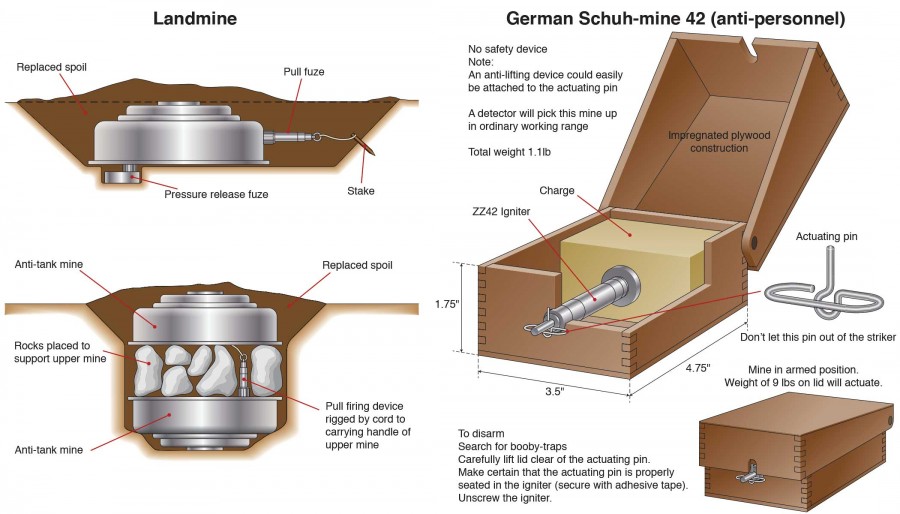 Landmine
Replaced spoil
Pull fuze
Pressure release fuze
Stake
Anti-tank mine
Replaced spoil
Rocks placed to
support upper mine
Anti-tank mine
Pull firing device
rigged by cord to
carrying handle of
upper mine
German Schuh-mine 42 (anti-personnel)
No safety device
Note:
An anti-lifting device could easily
be attached to the actuating pin
A detector will pick this mine up
in ordinary working range
Total weight 1.1lb
Impregnated plywood
construction
Charge
ZZ42 Igniter
Actuating pin
1.75"
3.5"
4.75"
Don't let this pin out of the striker
Mine in armed position.
Weight of 9 lbs on lid will actuate.
To disarm
Search for booby-traps
Carefully lift lid clear of the actuating pin.
Make certain that the actuating pin is properly
seated in the igniter (secure with adhesive tape).
Unscrew the igniter.